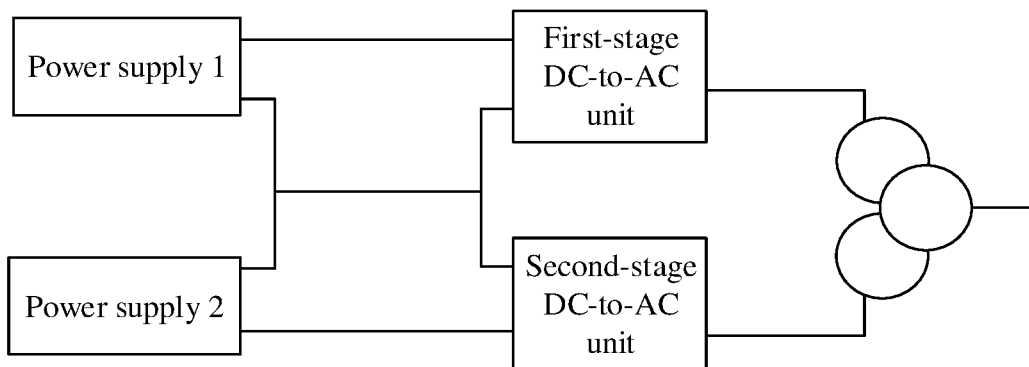 Power supply 1
First-stage
DC-to-AC
unit
Power supply 2
Second-stage
DC-to-AC
unit